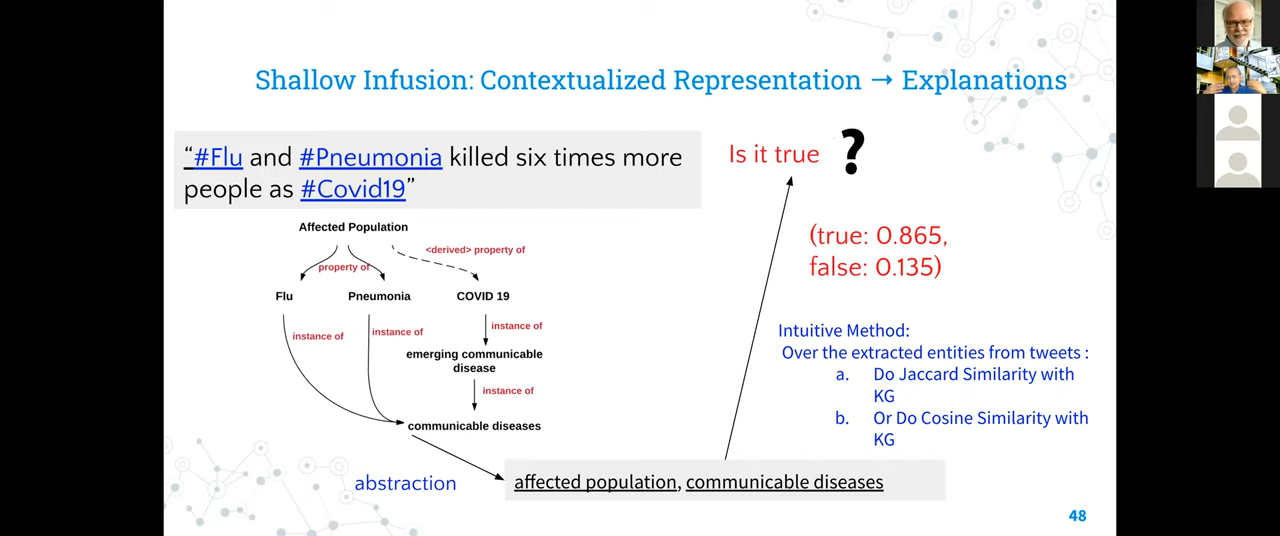 Shallow Infusion: Contextualized Representation → Explanations
“#Flu and #Pneumonia killed six times more
people as #Covid19”
Is it true ?
(true: 0.865,
false: 0.135)
Affected Population
<derived> property of
property of
Flu
Pneumonia
COVID 19
instance of
instance of
instance of
emerging communicable
disease
instance of
communicable diseases
Intuitive Method:
Over the extracted entities from tweets :
a. Do Jaccard Similarity with
KG
b. Or Do Cosine Similarity with
KG
abstraction
affected population, communicable diseases
48